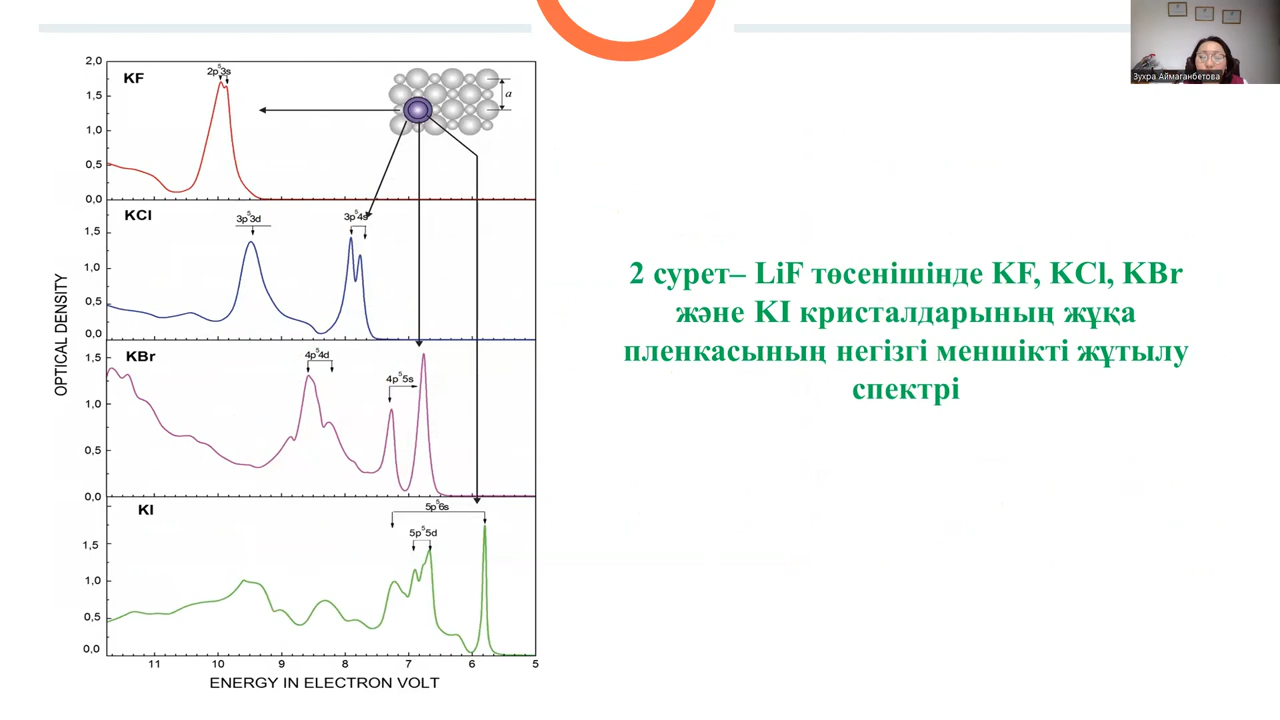 Зухра Аймаганбетова
2,0
KF
2p⁵3s
1,5
a
1,0
0,5
0,0
KCl
3p⁵3d
3p⁵4s
1,5
1,0
0,5
0,0
OPTICAL DENSITY
KBr
4p⁵4d
1,5
4p⁵5s
1,0
0,5
0,0
KI
5p⁵6s
5p⁵5d
1,5
1,0
0,5
0,0
11 10 9 8 7 6 5
ENERGY IN ELECTRON VOLT
2 сурет– LiF төсенішінде KF, KCl, KBr
және KI кристалдарының жұқа
пленкасының негізгі меншікті жұтылу
спектрі